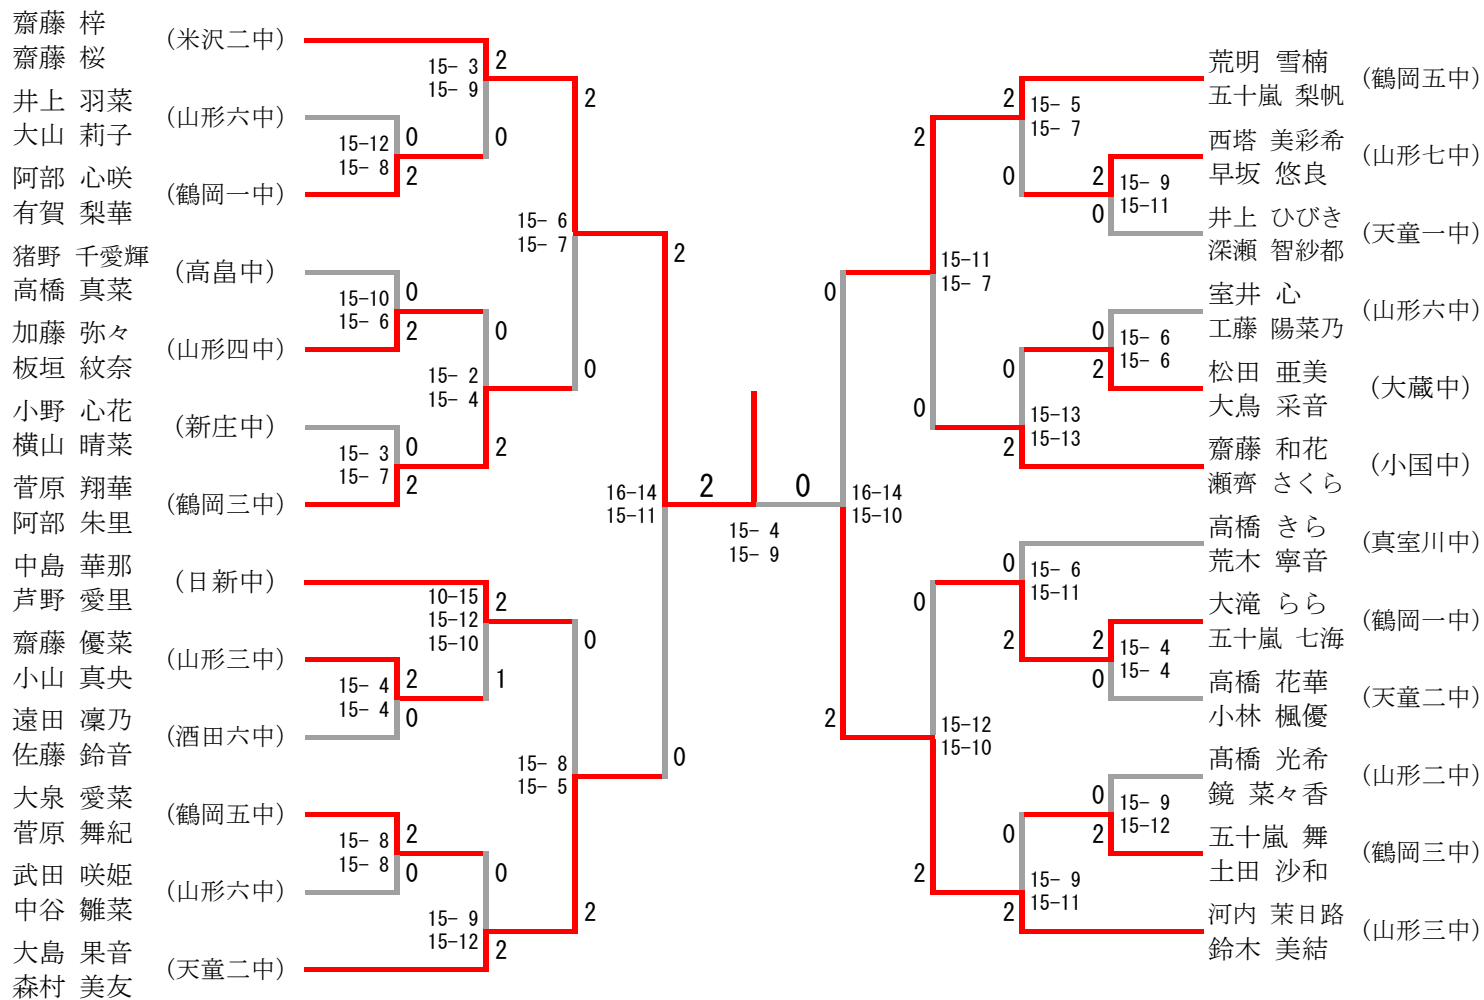 齋藤 梓
齋藤 桜
(米沢二中)
井上 羽菜
大山 莉子
(山形六中)
阿部 心咲
有賀 梨華
(鶴岡一中)
猪野 千愛輝
高橋 真菜
(高畠中)
加藤 弥々
板垣 紋奈
(山形四中)
小野 心花
横山 晴菜
(新庄中)
菅原 翔華
阿部 朱里
(鶴岡三中)
中島 華那
芦野 愛里
(日新中)
齋藤 優菜
小山 真央
(山形三中)
遠田 凜乃
佐藤 鈴音
(酒田六中)
大泉 愛菜
菅原 舞紀
(鶴岡五中)
武田 咲姫
中谷 雛菜
(山形六中)
大島 果音
森村 美友
(天童二中)
15- 3
15- 9
2
0
15-12
15- 8
0
2
15-10
15- 6
0
2
15- 2
15- 4
0
2
15- 3
15- 7
0
2
15- 6
15- 7
2
0
10-15
15-12
15-10
2
1
15- 4
15- 4
2
0
15- 8
15- 5
0
2
15- 8
15- 8
2
0
15- 9
15-12
0
2
16-14
15-11
2
0
2
0
15- 4
15- 9
16-14
15-10
0
2
15-11
15- 7
2
0
15- 5
15- 7
2
0
15- 9
15-11
2
0
15- 6
15- 6
0
2
15-13
15-13
0
2
15- 6
15-11
0
2
15- 4
15- 4
2
0
15-12
15-10
0
2
15- 9
15-12
0
2
15- 9
15-11
0
2
荒明 雪楠
五十嵐 梨帆
(鶴岡五中)
西塔 美彩希
早坂 悠良
(山形七中)
井上 ひびき
深瀬 智紗都
(天童一中)
室井 心
工藤 陽菜乃
(山形六中)
松田 亜美
大鳥 采音
(大蔵中)
齋藤 和花
瀬齊 さくら
(小国中)
高橋 きら
荒木 寧音
(真室川中)
大滝 らら
五十嵐 七海
(鶴岡一中)
高橋 花華
小林 楓優
(天童二中)
髙橋 光希
鏡 菜々香
(山形二中)
五十嵐 舞
土田 沙和
(鶴岡三中)
河内 茉日路
鈴木 美結
(山形三中)